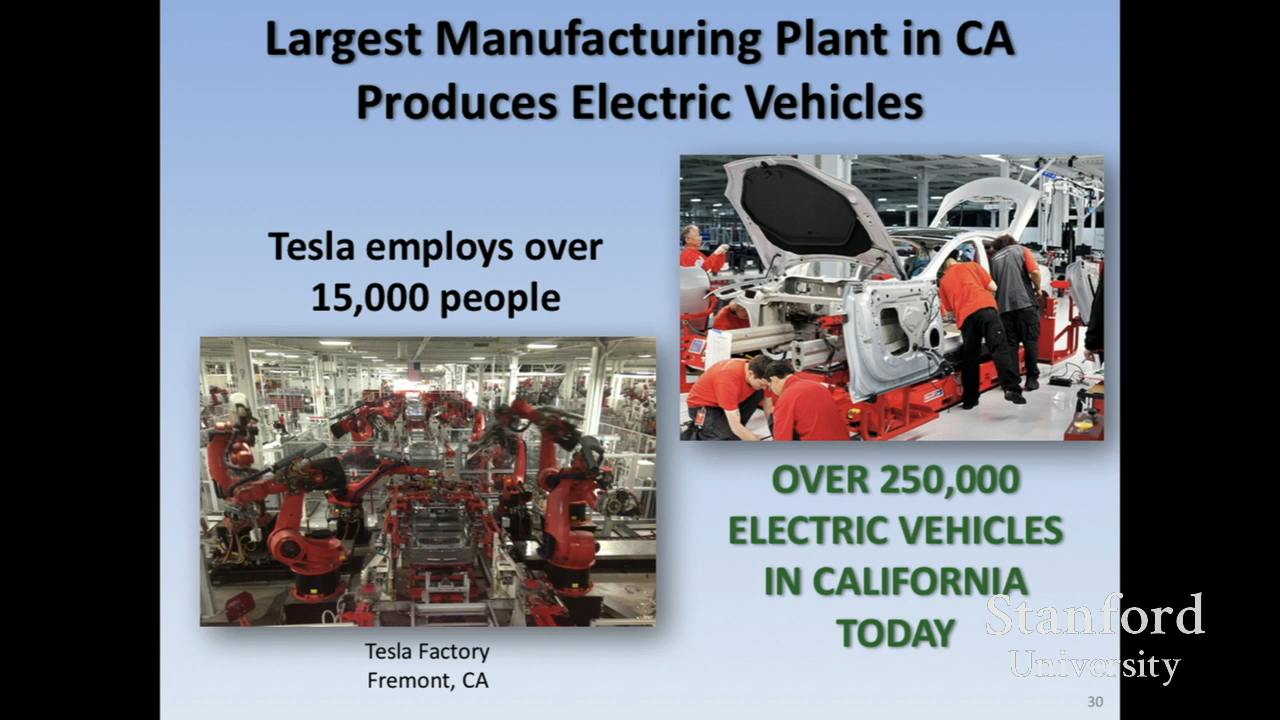 Largest Manufacturing Plant in CA
Produces Electric Vehicles
Tesla employs over
15,000 people
Tesla Factory
Fremont, CA
OVER 250,000
ELECTRIC VEHICLES
IN CALIFORNIA
TODAY
Stanford
University
30